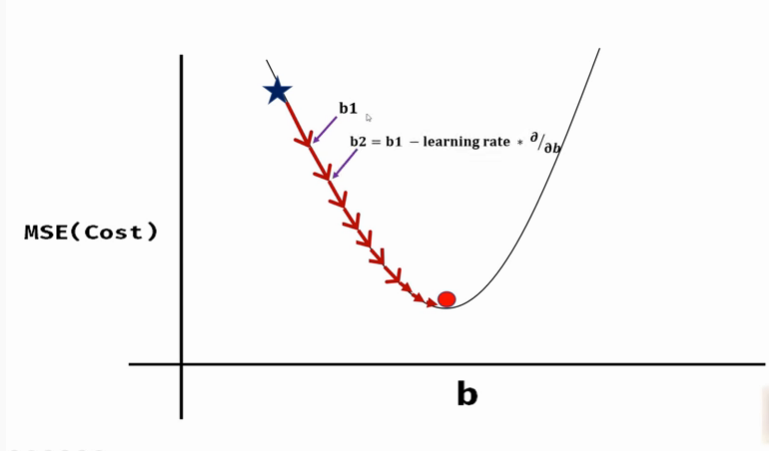 b1
b2 = b1 − learning rate * ∂/∂b
MSE(Cost)
b